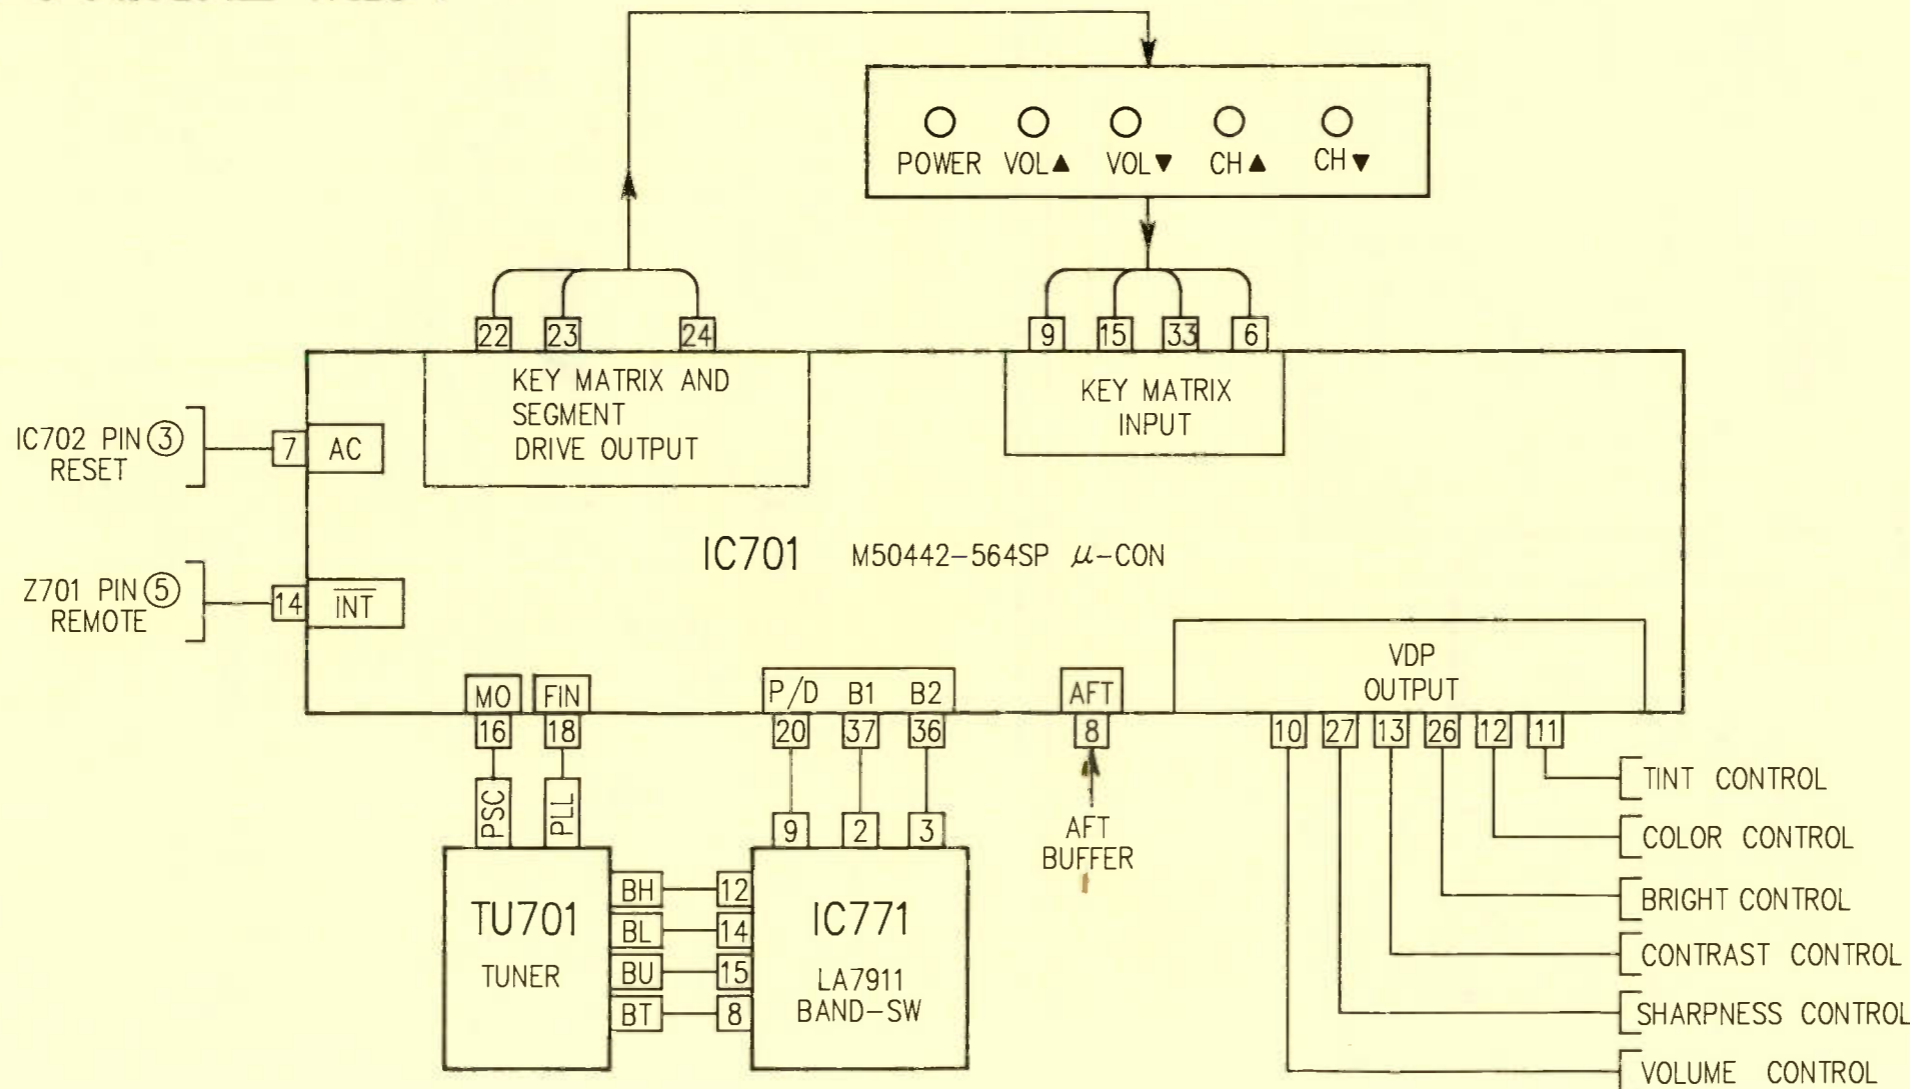 POWER VOL▲ VOL▼ CH▲ CH▼
22 23 24
9 15 33 6
KEY MATRIX AND
SEGMENT
DRIVE OUTPUT
KEY MATRIX
INPUT
IC702 PIN ③
RESET
7 AC
IC701 M50442-564SP μ-CON
Z701 PIN ⑤
REMOTE
14 INT
VDP
OUTPUT
MO FIN P/D B1 B2 AFT
16 18 20 37 36 8
10 27 13 26 12 11
PSC PLL
9 2 3
AFT
BUFFER
TINT CONTROL
COLOR CONTROL
BRIGHT CONTROL
CONTRAST CONTROL
SHARPNESS CONTROL
VOLUME CONTROL
TU701
TUNER
BH 12
BL 14
BU 15
BT 8
IC771
LA7911
BAND-SW